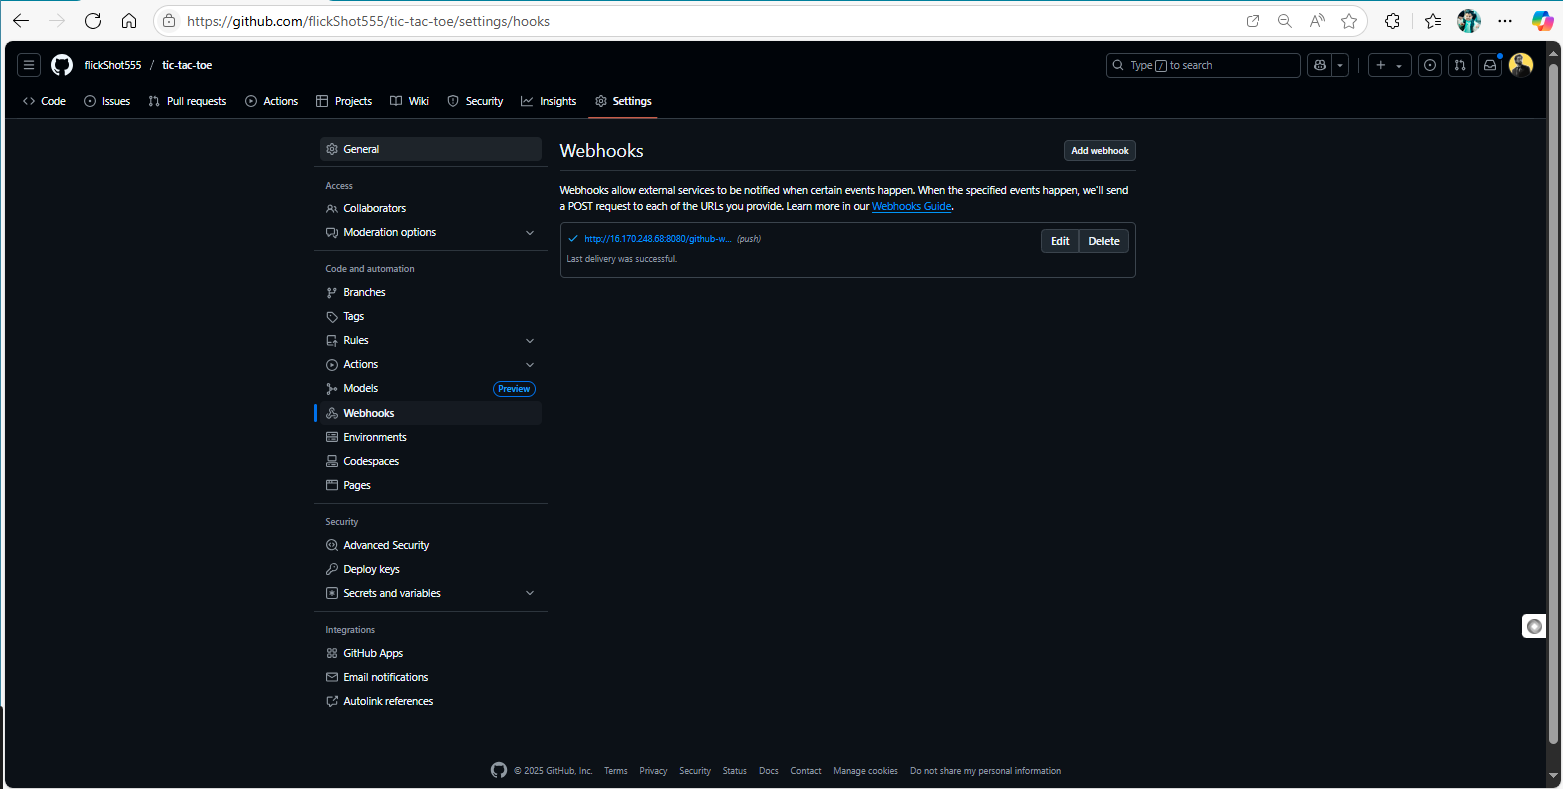 https://github.com/flickShot555/tic-tac-toe/settings/hooks
flickShot555 / tic-tac-toe
Type / to search
Code Issues Pull requests Actions Projects Wiki Security Insights Settings
General
Access
Collaborators
Moderation options
Code and automation
Branches
Tags
Rules
Actions
Models Preview
Webhooks
Environments
Codespaces
Pages
Security
Advanced Security
Deploy keys
Secrets and variables
Integrations
GitHub Apps
Email notifications
Autolink references
Webhooks
Add webhook
Webhooks allow external services to be notified when certain events happen. When the specified events happen, we'll send
a POST request to each of the URLs you provide. Learn more in our Webhooks Guide.
http://16.170.248.68:8080/github-w... (push)
Edit Delete
Last delivery was successful.
© 2025 GitHub, Inc. Terms Privacy Security Status Docs Contact Manage cookies Do not share my personal information